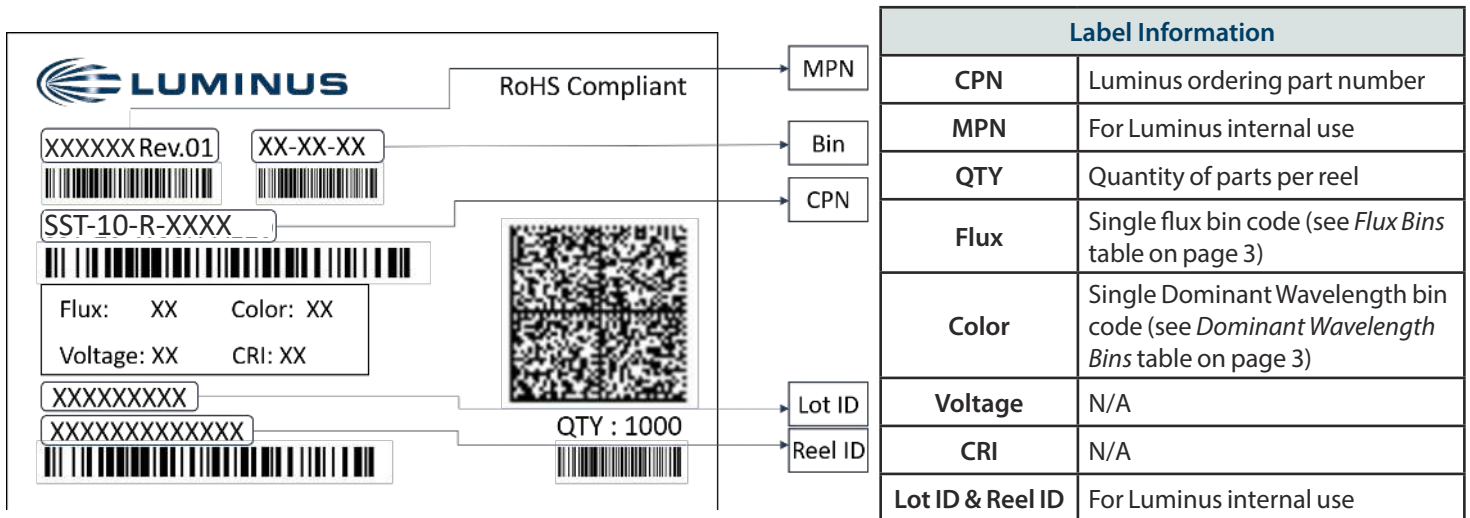 LUMINUS
RoHS Compliant
XXXXXX Rev.01
XX-XX-XX
SST-10-R-XXXX
Flux: XX Color: XX
Voltage: XX CRI: XX
XXXXXXXXX
XXXXXXXXXXXXX
QTY : 1000
MPN
Bin
CPN
Lot ID
Reel ID
Label Information
CPN Luminus ordering part number
MPN For Luminus internal use
QTY Quantity of parts per reel
Flux Single flux bin code (see Flux Bins
table on page 3)
Color Single Dominant Wavelength bin
code (see Dominant Wavelength
Bins table on page 3)
Voltage N/A
CRI N/A
Lot ID & Reel ID For Luminus internal use